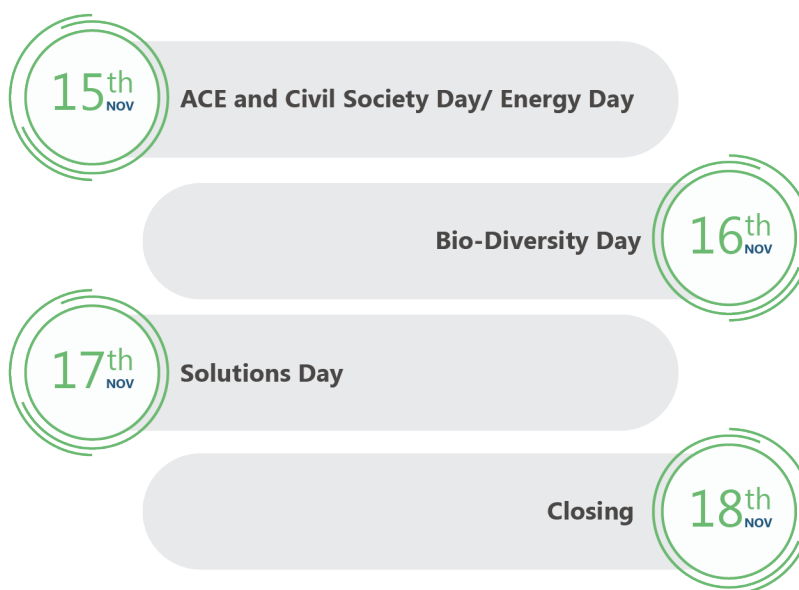 15th NOV
ACE and Civil Society Day/ Energy Day
Bio-Diversity Day
16th NOV
17th NOV
Solutions Day
Closing
18th NOV